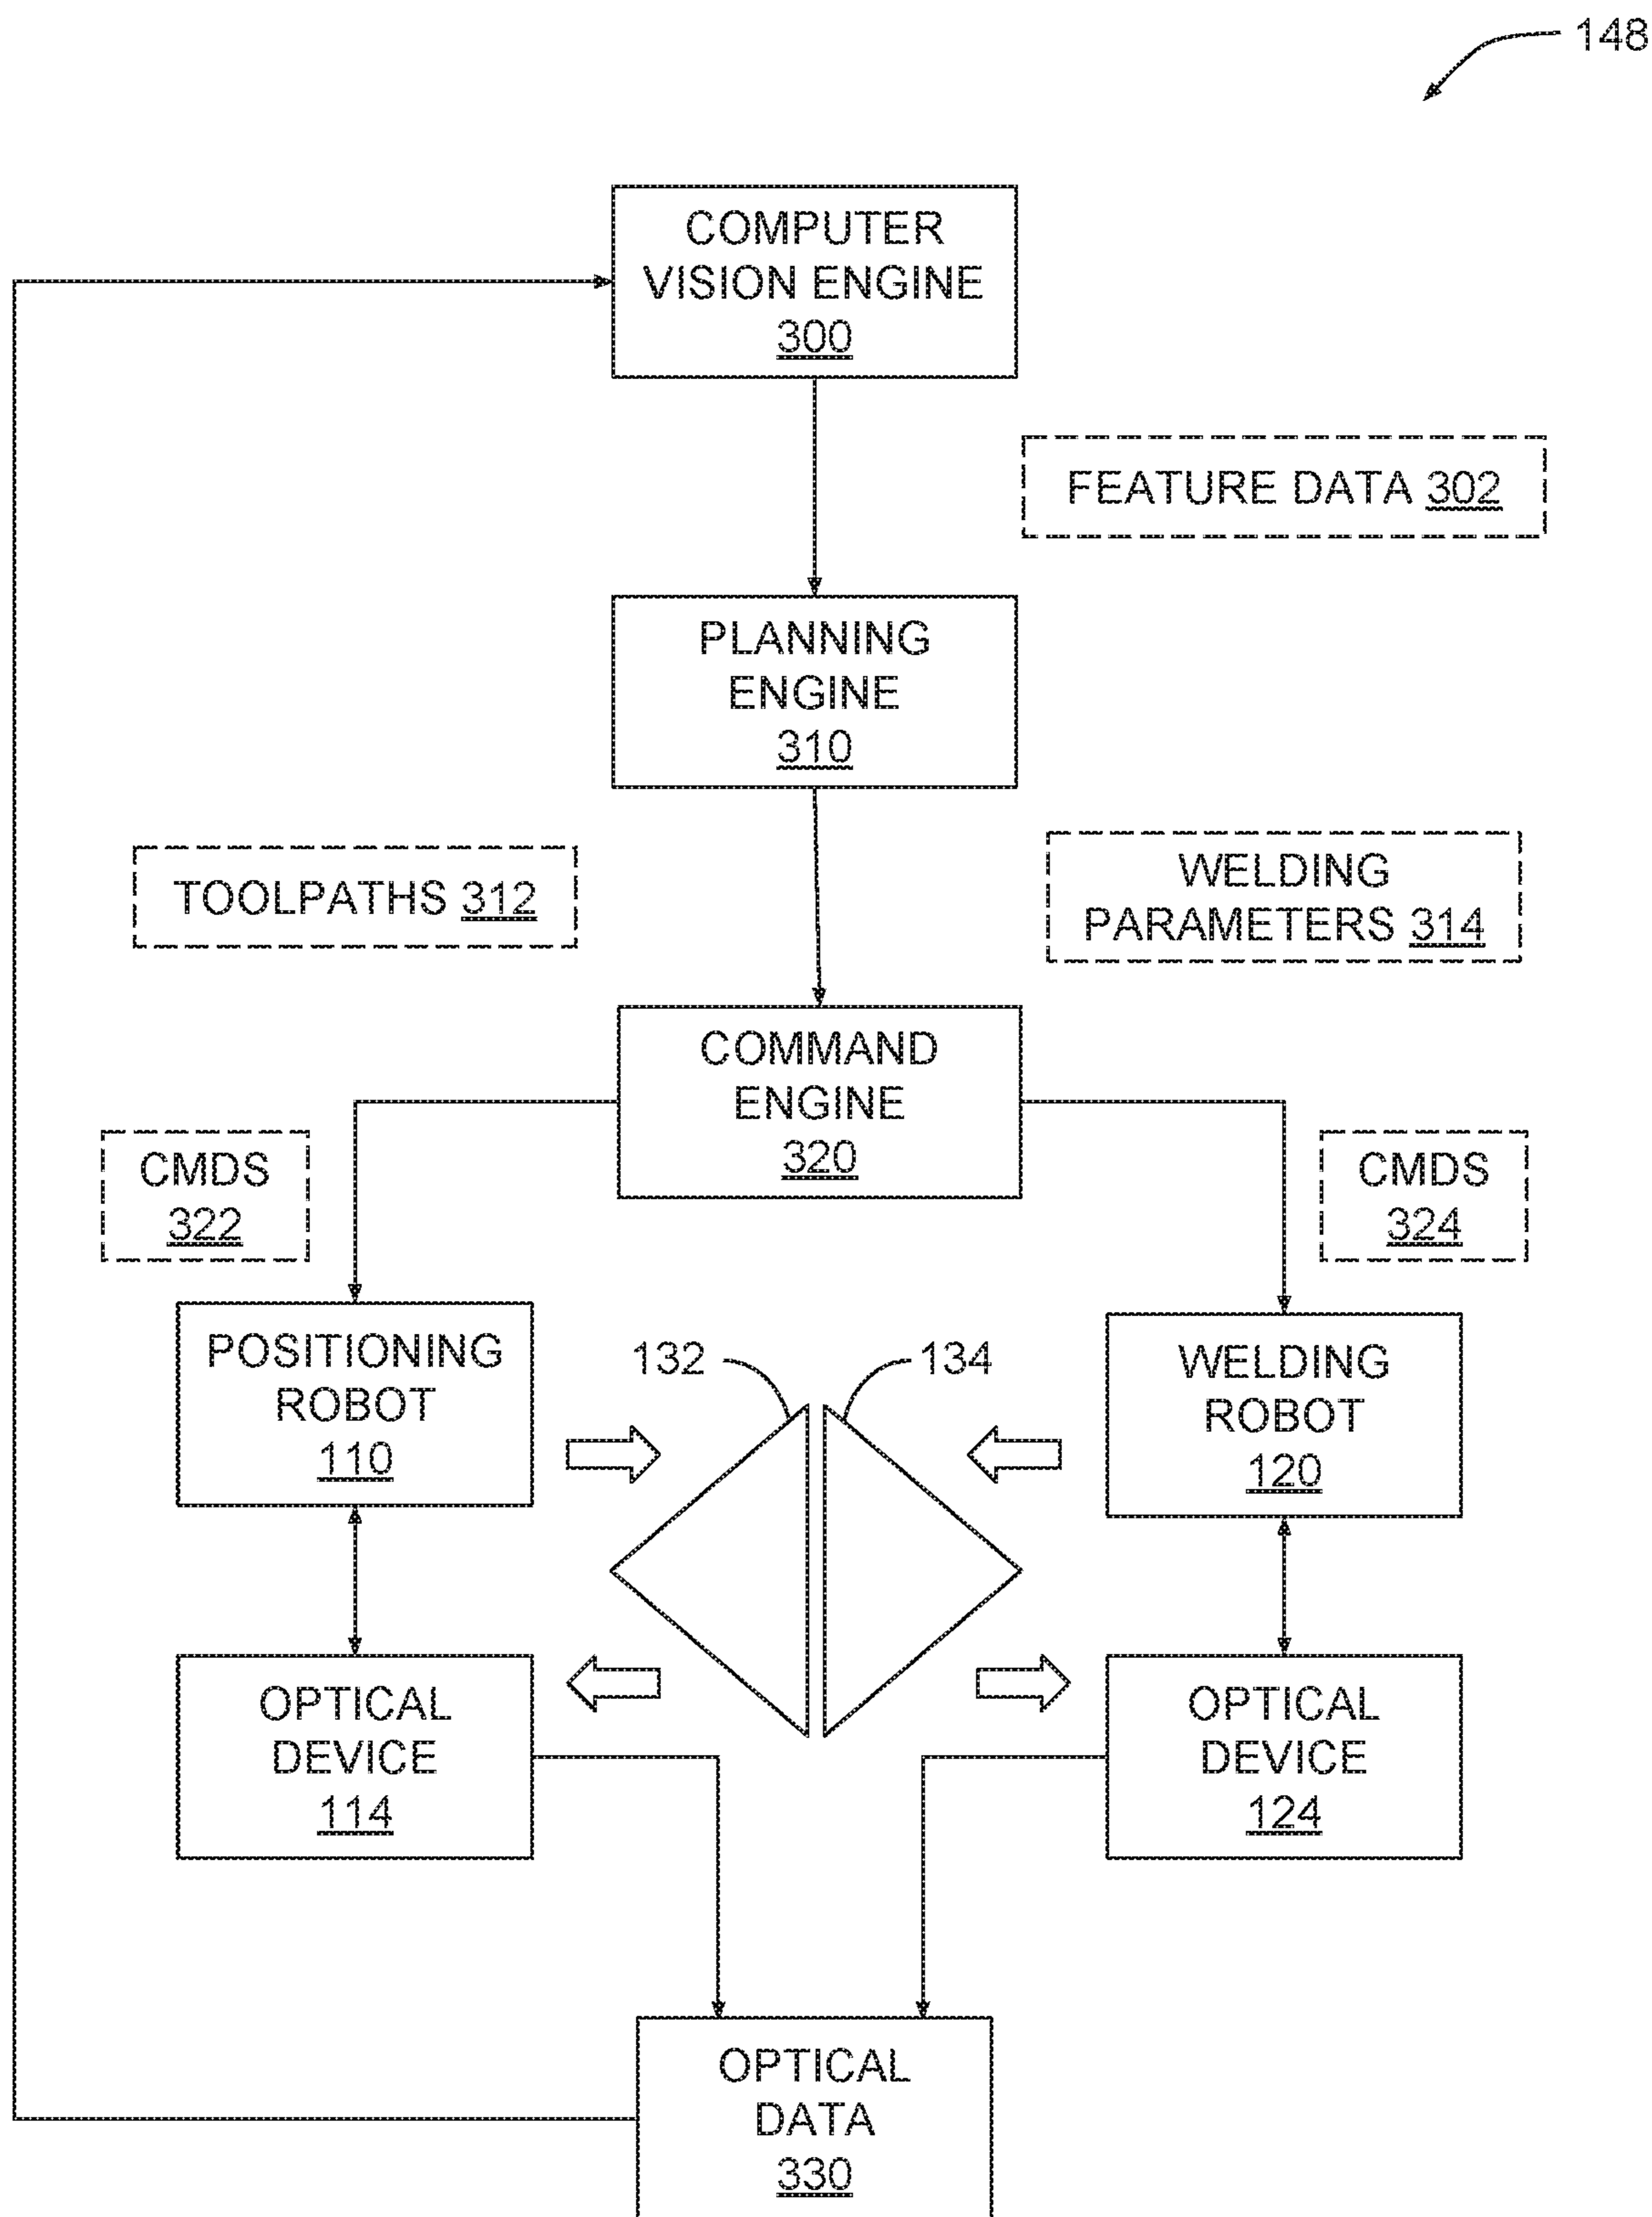 148
COMPUTER
VISION ENGINE
300
FEATURE DATA 302
PLANNING
ENGINE
310
TOOLPATHS 312
WELDING
PARAMETERS 314
COMMAND
ENGINE
320
CMDS
322
CMDS
324
POSITIONING
ROBOT
110
132
134
WELDING
ROBOT
120
OPTICAL
DEVICE
114
OPTICAL
DEVICE
124
OPTICAL
DATA
330